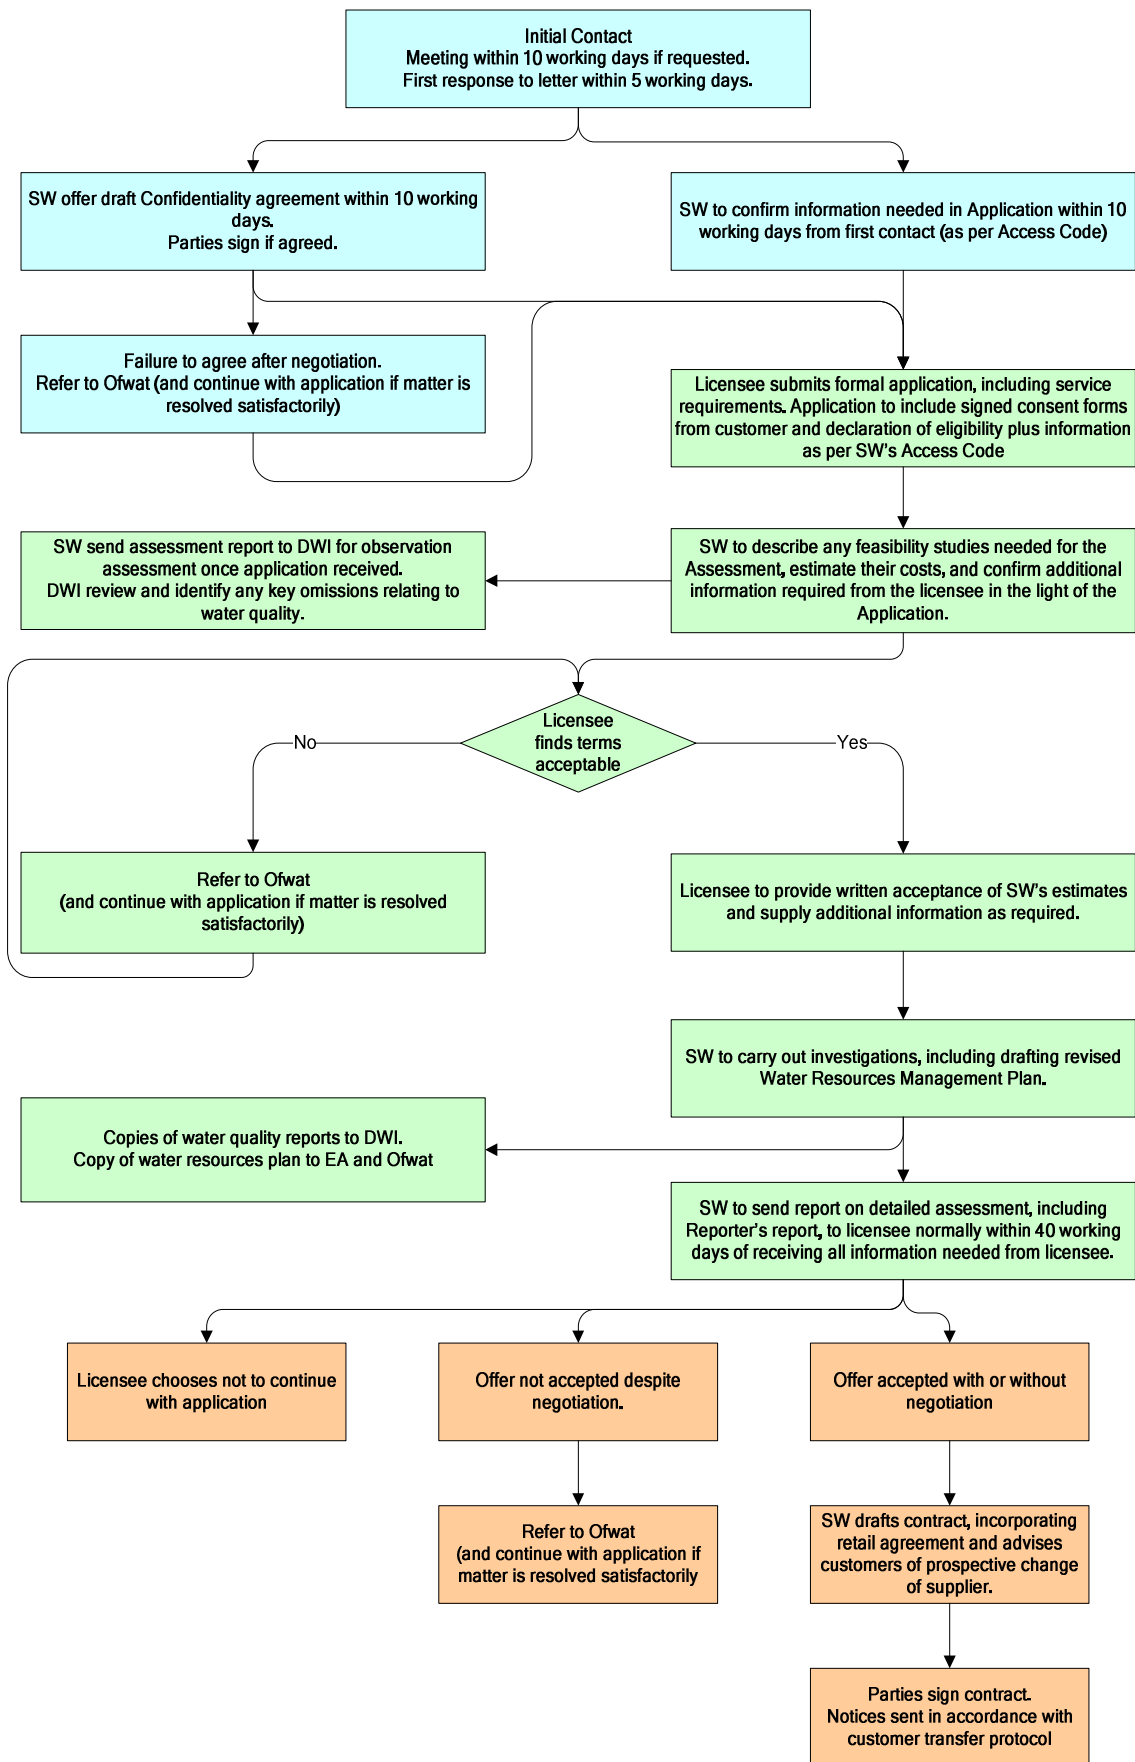 Initial Contact
Meeting within 10 working days if requested.
First response to letter within 5 working days.
SW offer draft Confidentiality agreement within 10 working
days.
Parties sign if agreed.
SW to confirm information needed in Application within 10
working days from first contact (as per Access Code)
Failure to agree after negotiation.
Refer to Ofwat (and continue with application if matter is
resolved satisfactorily)
Licensee submits formal application, including service
requirements. Application to include signed consent forms
from customer and declaration of eligibility plus information
as per SW's Access Code
SW send assessment report to DWI for observation
assessment once application received.
DWI review and identify any key omissions relating to
water quality.
SW to describe any feasibility studies needed for the
Assessment, estimate their costs, and confirm additional
information required from the licensee in the light of the
Application.
Licensee
finds terms
acceptable
No
Yes
Refer to Ofwat
(and continue with application if matter is resolved
satisfactorily)
Licensee to provide written acceptance of SW's estimates
and supply additional information as required.
SW to carry out investigations, including drafting revised
Water Resources Management Plan.
Copies of water quality reports to DWI.
Copy of water resources plan to EA and Ofwat
SW to send report on detailed assessment, including
Reporter's report, to licensee normally within 40 working
days of receiving all information needed from licensee.
Licensee chooses not to continue
with application
Offer not accepted despite
negotiation.
Offer accepted with or without
negotiation
Refer to Ofwat
(and continue with application if
matter is resolved satisfactorily
SW drafts contract, incorporating
retail agreement and advises
customers of prospective change
of supplier.
Parties sign contract.
Notices sent in accordance with
customer transfer protocol